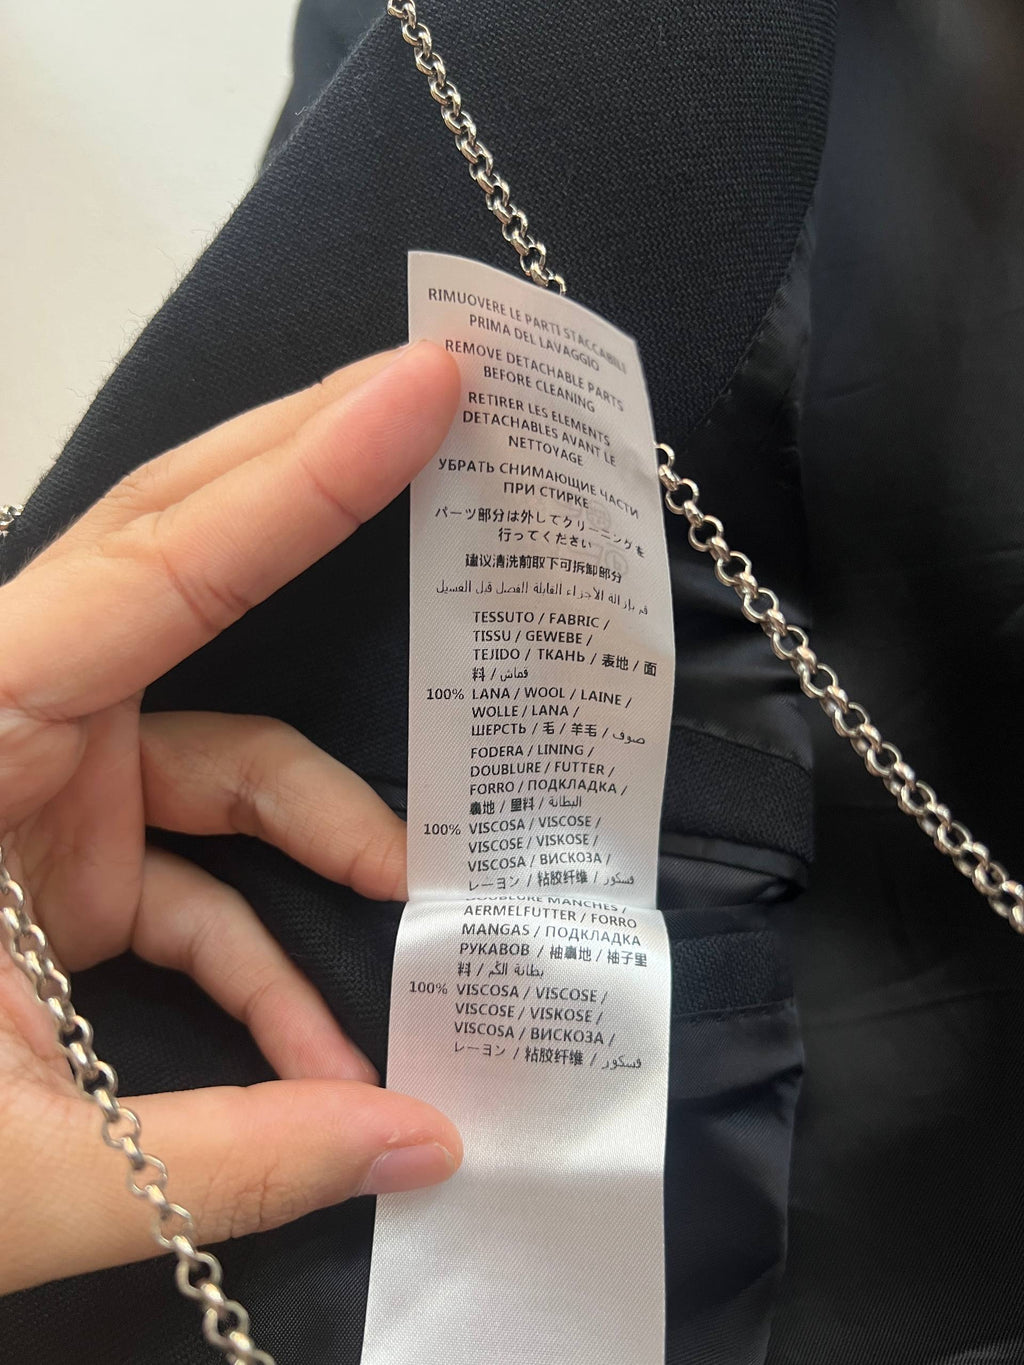 RIMUOVERE LE PARTI STACCABILI
PRIMA DEL LAVAGGIO
REMOVE DETACHABLE PARTS
BEFORE CLEANING
RETIRER LES ELEMENTS
DETACHABLES AVANT LE
NETTOYAGE
УБРАТЬ СНИМАЮЩИЕ ЧАСТИ
ПРИ СТИРКЕ
パーツ部分は外してクリーニングを
行ってください
建议清洗前取下可拆卸部分
قم بإزالة الأجزاء القابلة للفصل قبل الغسيل
TESSUTO / FABRIC /
TISSU / GEWEBE /
TEJIDO / ТКАНЬ / 表地 / 面
料 / قماش
100% LANA / WOOL / LAINE /
WOLLE / LANA /
ШЕРСТЬ / 毛 / 羊毛 / صوف
FODERA / LINING /
DOUBLURE / FUTTER /
FORRO / ПОДКЛАДКА /
裏地 / 里料 / البطانة
100% VISCOSA / VISCOSE /
VISCOSE / VISKOSE /
VISCOSA / ВИСКОЗА /
レーヨン / 粘胶纤维 / فسكوز
DOUBLURE MANCHES /
AERMELFUTTER / FORRO
MANGAS / ПОДКЛАДКА
РУКАВОВ / 袖裏地 / 袖子里
料 / بطانة الكُم
100% VISCOSA / VISCOSE /
VISCOSE / VISKOSE /
VISCOSA / ВИСКОЗА /
レーヨン / 粘胶纤维 / فسكوز